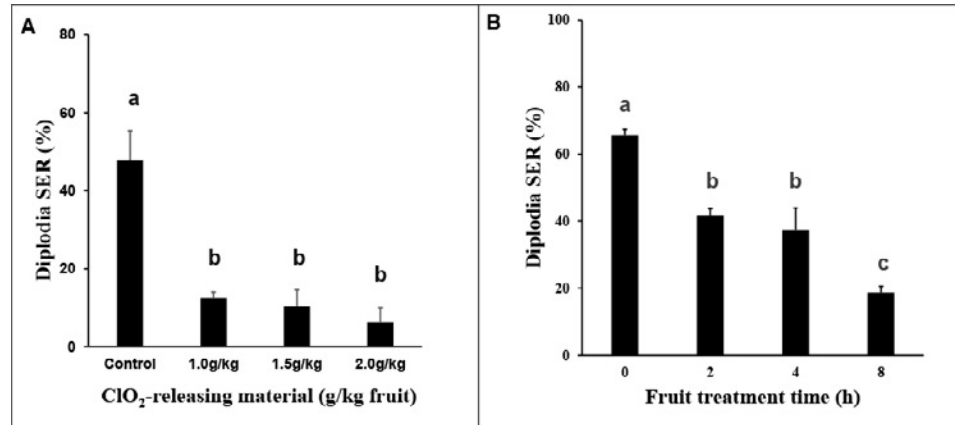 A
80
60
40
20
0
Diplodia SER (%)
a
b
b
b
Control 1.0g/kg 1.5g/kg 2.0g/kg
ClO₂-releasing material (g/kg fruit)
B
100
80
60
40
20
0
Diplodia SER (%)
a
b
b
c
0 2 4 8
Fruit treatment time (h)